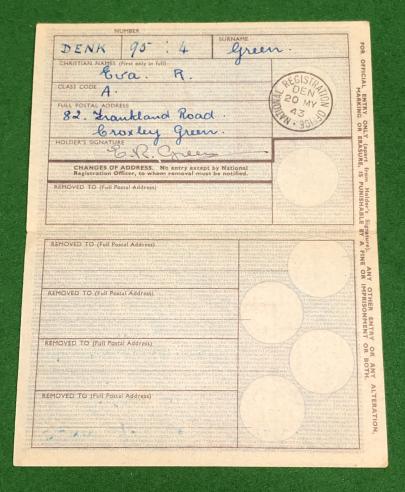 NUMBER
SURNAME
DENK 95 : 4 Green.
CHRISTIAN NAMES (First only in full)
Eva. R.
CLASS CODE
A.
FULL POSTAL ADDRESS
82. Frankland Road.
Croxley Green.
HOLDER'S SIGNATURE
E. R. Green
NATIONAL REGISTRATION OFFICE
DEN
20 MY
43
CHANGES OF ADDRESS. No entry except by National
Registration Officer, to whom removal must be notified.
REMOVED TO (Full Postal Address)
REMOVED TO (Full Postal Address)
REMOVED TO (Full Postal Address)
REMOVED TO (Full Postal Address)
REMOVED TO (Full Postal Address)
FOR OFFICIAL ENTRY ONLY (apart from Holder's Signature). ANY OTHER ENTRY OR ANY ALTERATION,
MARKING OR ERASURE, IS PUNISHABLE BY A FINE OR IMPRISONMENT OR BOTH.